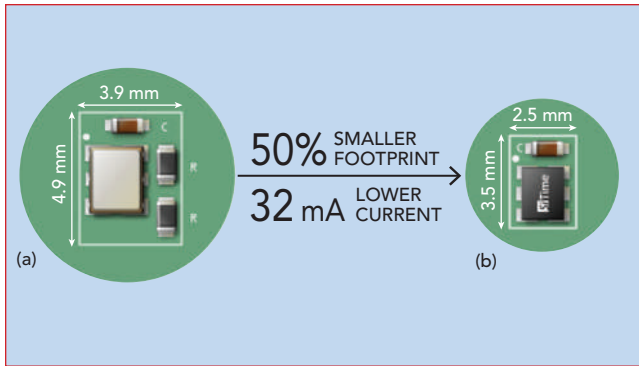 3.9 mm
4.9 mm
C
R
R
(a)
50% SMALLER
FOOTPRINT
32 mA LOWER
CURRENT
2.5 mm
3.5 mm
C
SiTime
(b)